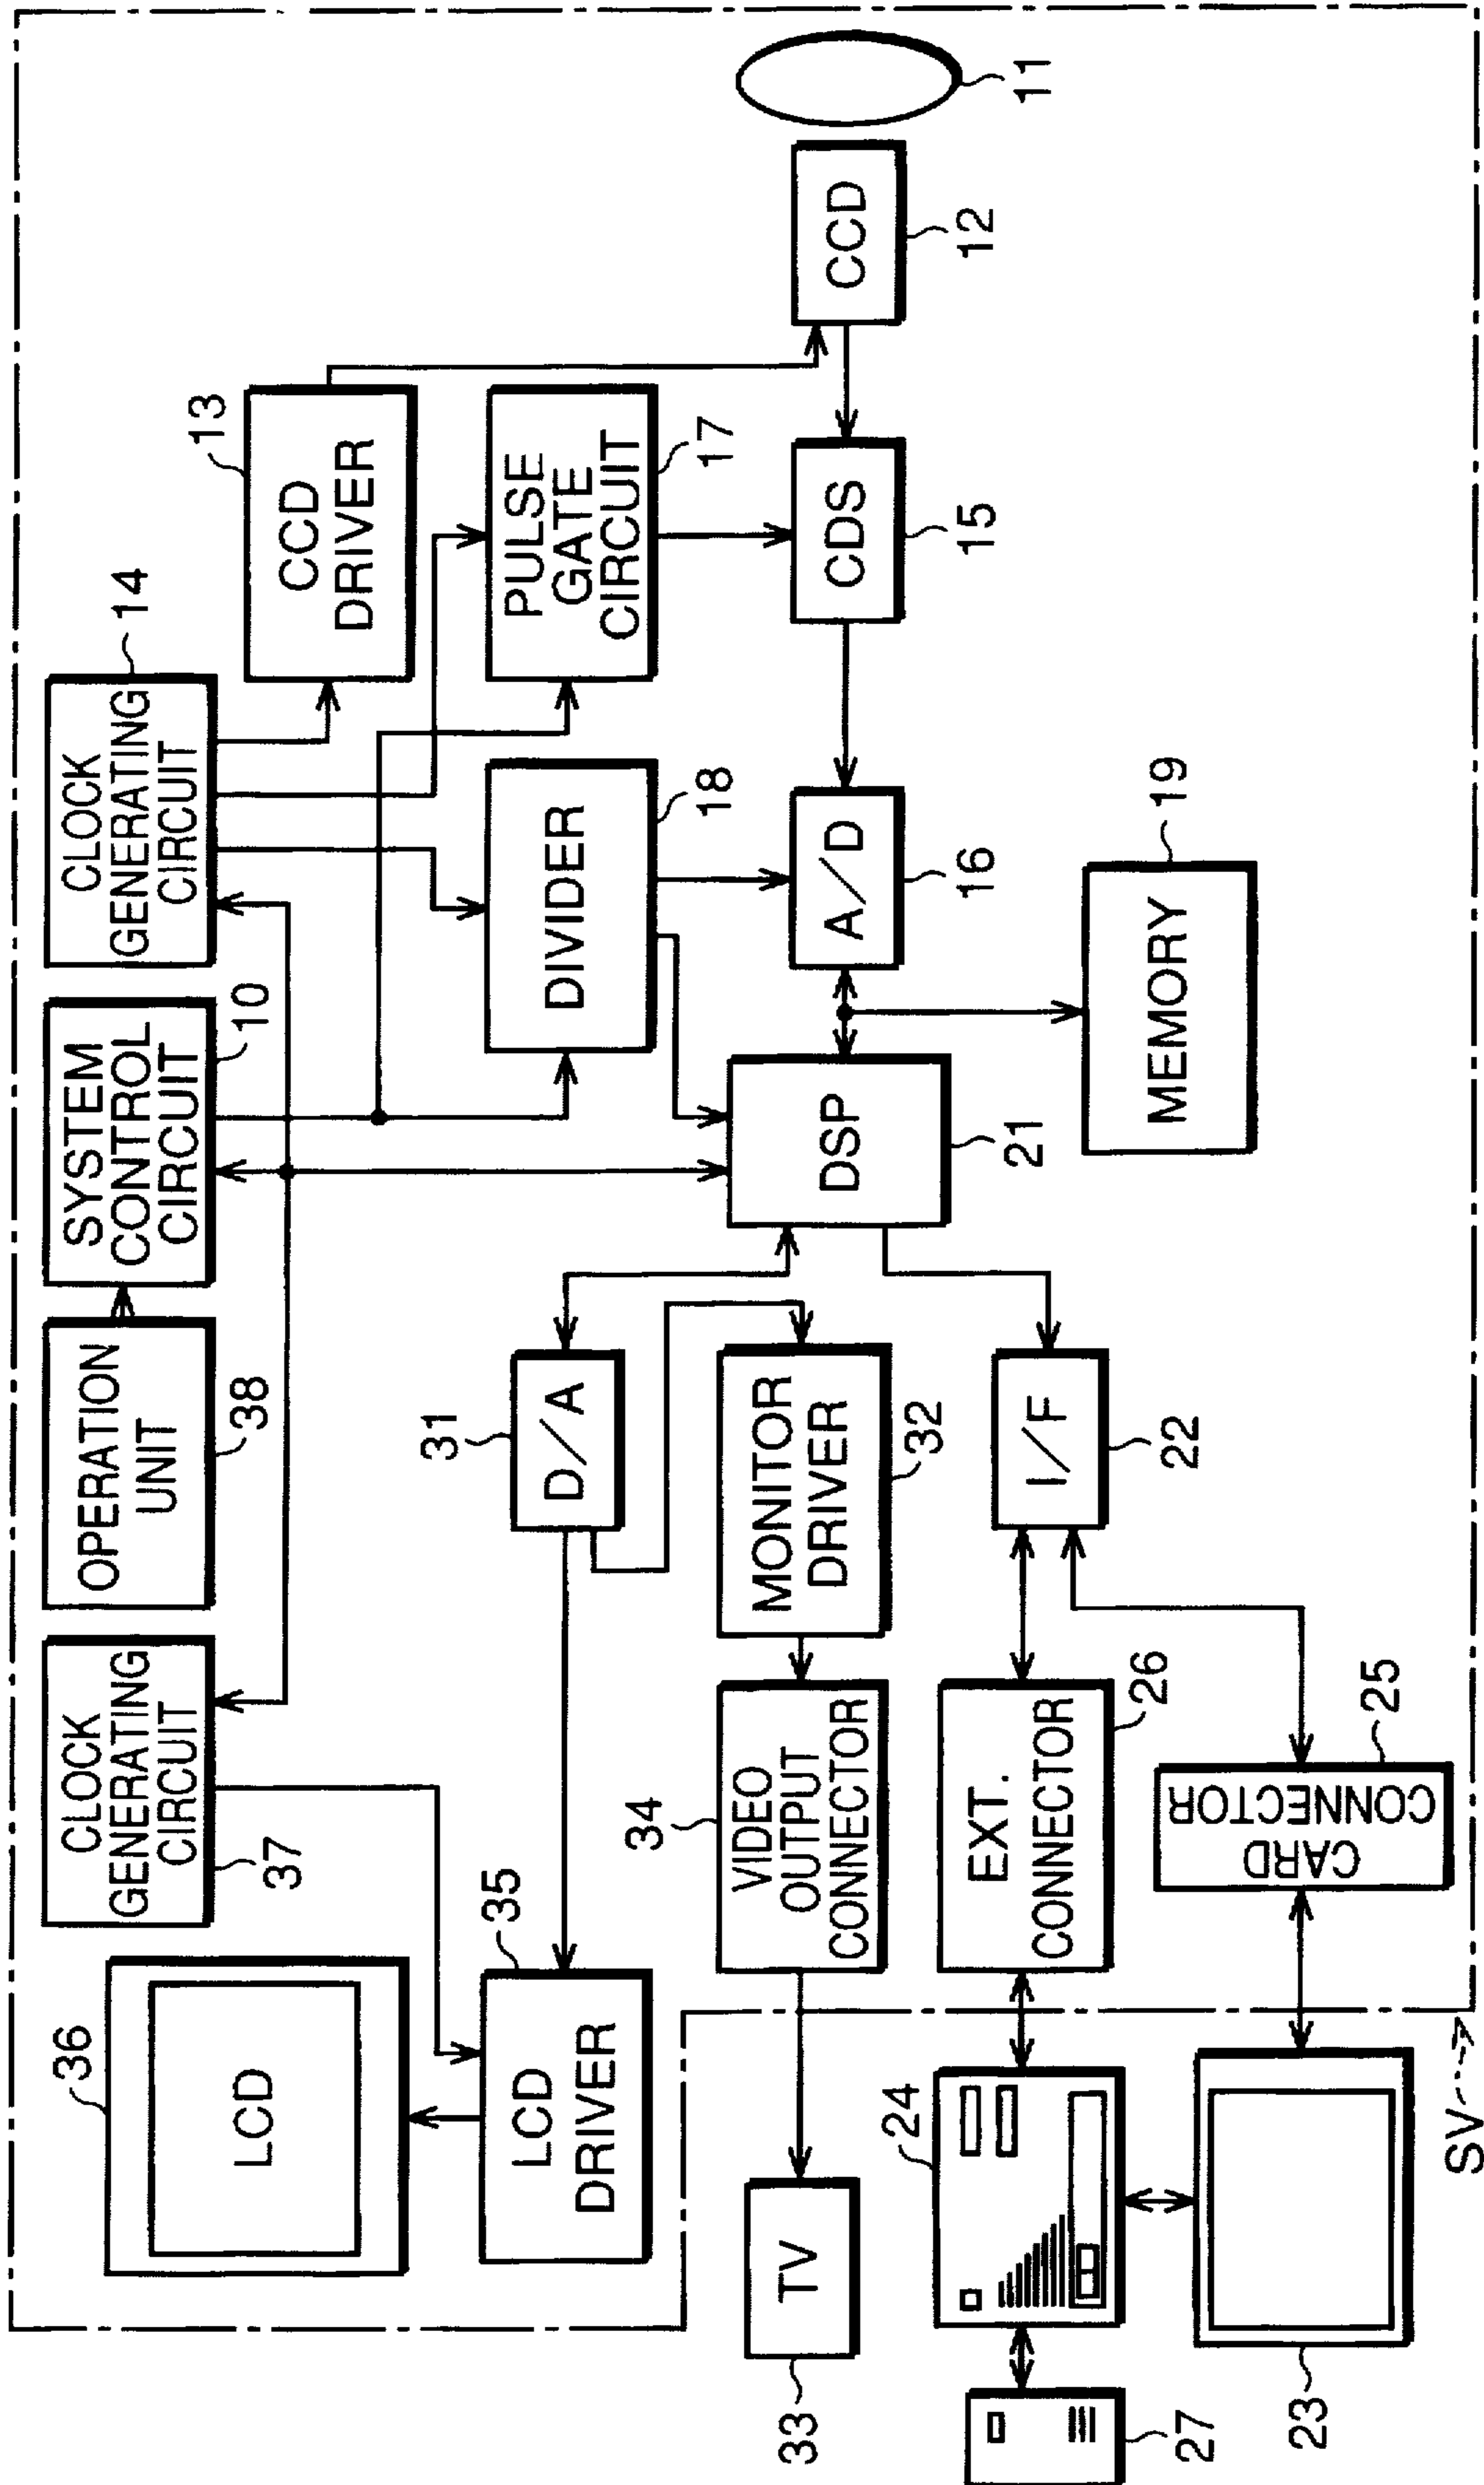 36
LCD
35
LCD
DRIVER
37
CLOCK
GENERATING
CIRCUIT
OPERATION
UNIT
38
SYSTEM
CONTROL
CIRCUIT
10
CLOCK
GENERATING
CIRCUIT
14
13
CCD
DRIVER
31
D/A
DIVIDER
18
PULSE
GATE
CIRCUIT
17
33
TV
34
VIDEO
OUTPUT
CONNECTOR
MONITOR
DRIVER
32
DSP
21
A/D
16
CDS
15
CCD
12
11
27
24
EXT.
CONNECTOR
26
I/F
22
MEMORY
19
23
CARD
CONNECTOR
25
SV